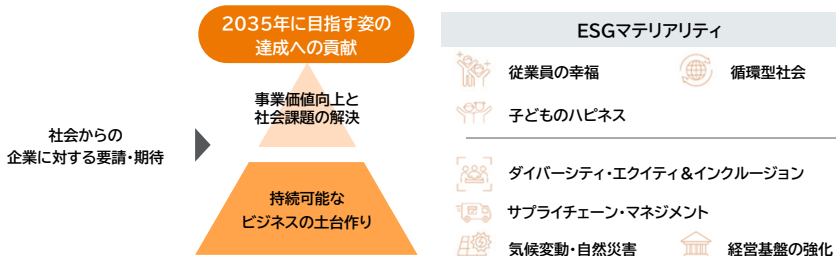 社会からの
企業に対する要請・期待
2035年に目指す姿の
達成への貢献
事業価値向上と
社会課題の解決
持続可能な
ビジネスの土台作り
ESGマテリアリティ
従業員の幸福
循環型社会
子どものハピネス
ダイバーシティ・エクイティ&インクルージョン
サプライチェーン・マネジメント
気候変動・自然災害
経営基盤の強化